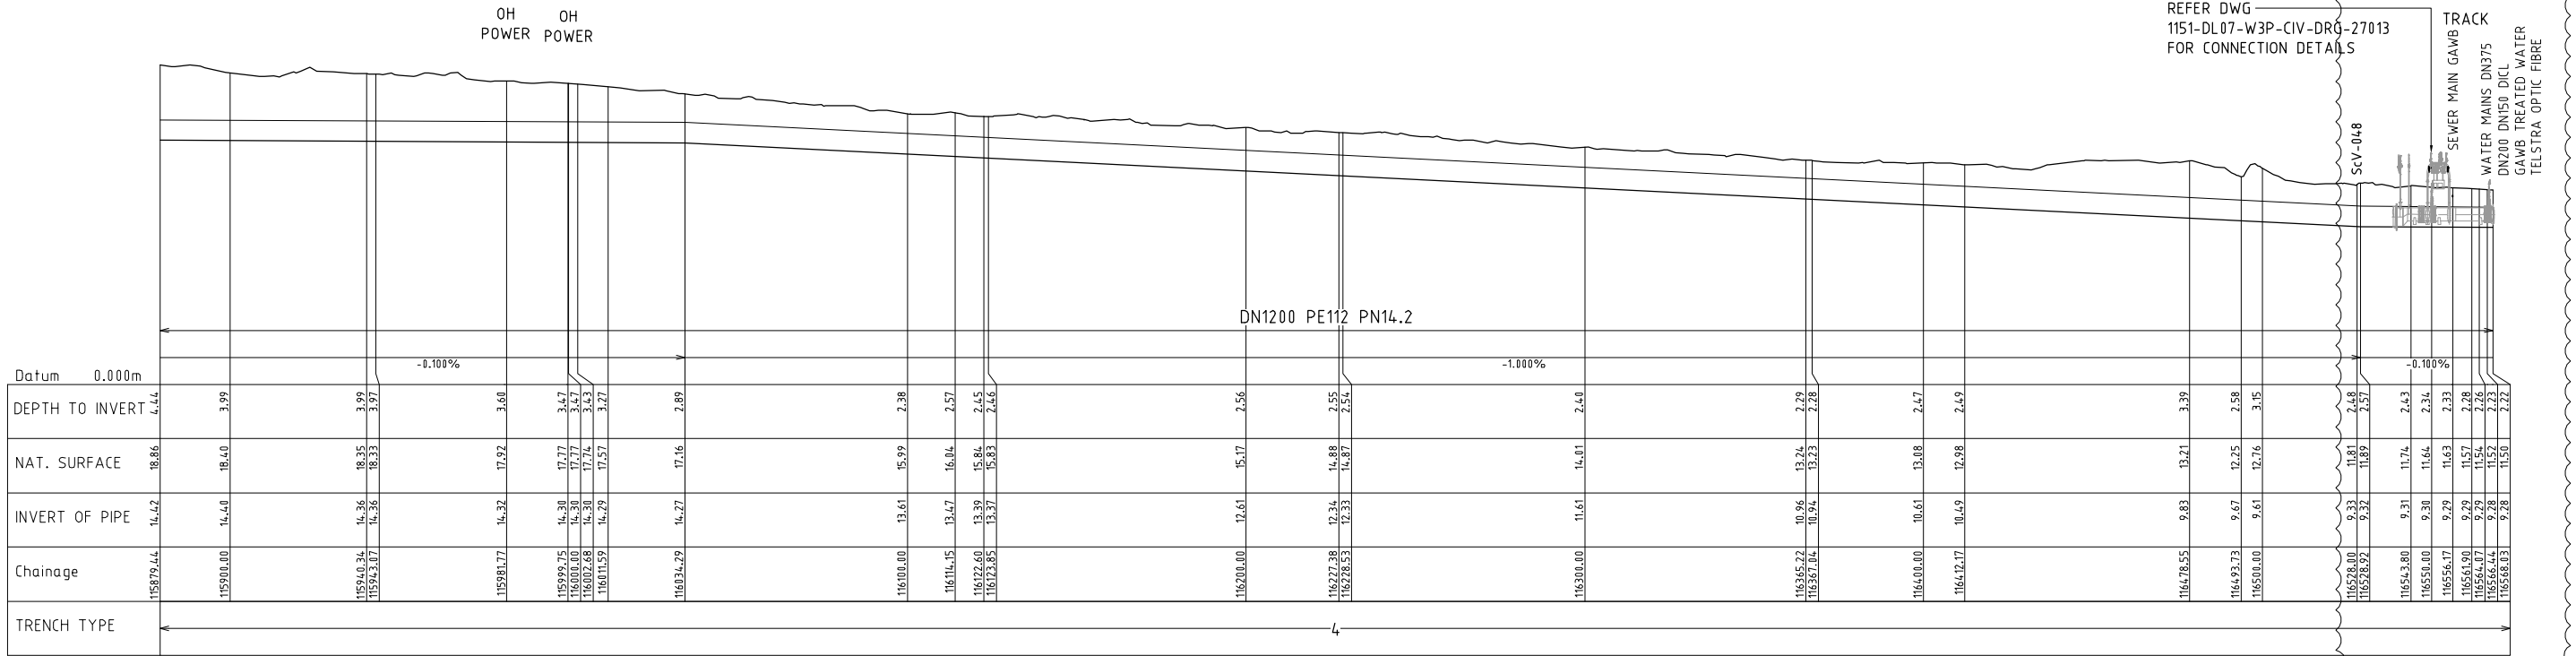 OH
POWER
OH
POWER
REFER DWG
1151-DL07-W3P-CIV-DRG-27013
FOR CONNECTION DETAILS
TRACK
SEWER MAIN GAWB
WATER MAINS DN375
DN200 DN150 DICL
GAWB TREATED WATER
TELSTRA OPTIC FIBRE
ScV-048
DN1200 PE112 PN14.2
-0.100% -1.000% -0.100%
Datum 0.000m
DEPTH TO INVERT 4.44 3.99 3.99 3.97 3.60 3.47 3.47 3.43 3.27 2.89 2.38 2.57 2.45 2.46 2.56 2.55 2.54 2.40 2.29 2.28 2.47 2.49 3.39 2.58 3.15 2.48 2.57 2.43 2.34 2.33 2.28 2.26 2.23 2.22
NAT. SURFACE 18.86 18.40 18.35 18.33 17.92 17.77 17.77 17.74 17.57 17.16 15.99 16.04 15.84 15.83 15.17 14.88 14.87 14.01 13.24 13.23 13.08 12.98 13.21 12.25 12.76 11.81 11.89 11.74 11.64 11.63 11.57 11.54 11.52 11.50
INVERT OF PIPE 14.42 14.40 14.36 14.36 14.32 14.30 14.30 14.30 14.29 14.27 13.61 13.47 13.39 13.37 12.61 12.34 12.33 11.61 10.96 10.94 10.61 10.49 9.83 9.67 9.61 9.33 9.32 9.31 9.30 9.29 9.29 9.29 9.28 9.28
Chainage 115879.44 115900.00 115940.34 115943.07 115981.77 115999.75 116000.00 116002.68 116011.59 116034.29 116100.00 116114.15 116122.60 116123.85 116200.00 116227.38 116228.53 116300.00 116365.22 116367.04 116400.00 116412.17 116478.55 116493.73 116500.00 116528.00 116528.92 116543.80 116550.00 116556.17 116561.90 116564.07 116566.44 116568.03
TRENCH TYPE 4